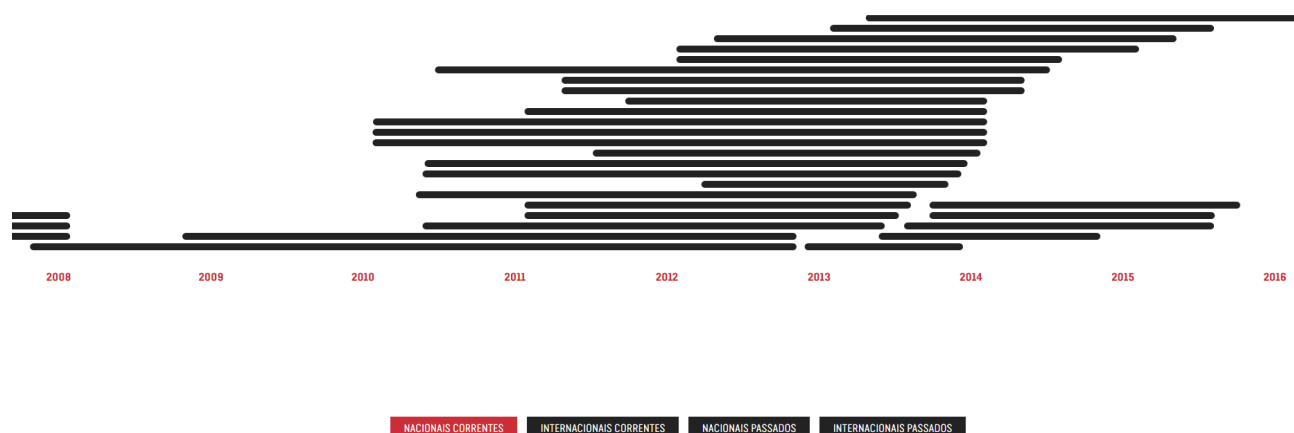 2008 2009 2010 2011 2012 2013 2014 2015 2016
NACIONAIS CORRENTES INTERNACIONAIS CORRENTES NACIONAIS PASSADOS INTERNACIONAIS PASSADOS